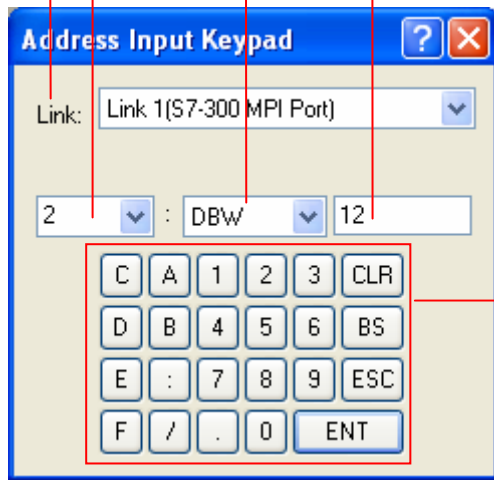 Address Input Keypad ?
Link: Link 1(S7-300 MPI Port)
2 : DBW 12
C A 1 2 3 CLR
D B 4 5 6 BS
E : 7 8 9 ESC
F / . 0 ENT